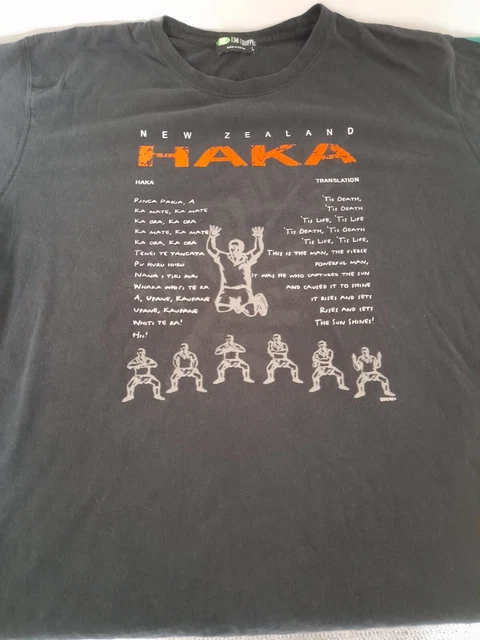 NEW ZEALAND
HAKA
HAKA
TRANSLATION
PONGA PAKIA, A
KA MATE, KA MATE
KA ORA, KA ORA
KA MATE, KA MATE
KA ORA, KA ORA
TENEI TE TANGATA
PU HURU HURU
NANA I TIKI MAI
WHAKA WHITI, TE RA
A, UPANE, KAUPANE
UPANE, KAUPANE
WHITI TE RA!
HII!
'TIS DEATH,
'TIS DEATH
'TIS LIFE, 'TIS LIFE
'TIS DEATH, 'TIS DEATH
'TIS LIFE, 'TIS LIFE,
THIS IS THE MAN, THE FIERCE
POWERFUL MAN,
IT WAS HE WHO CAPTURED THE SUN
AND CAUSED IT TO SHINE
IT RISES AND SETS
RISES AND SETS
THE SUN SHINES!